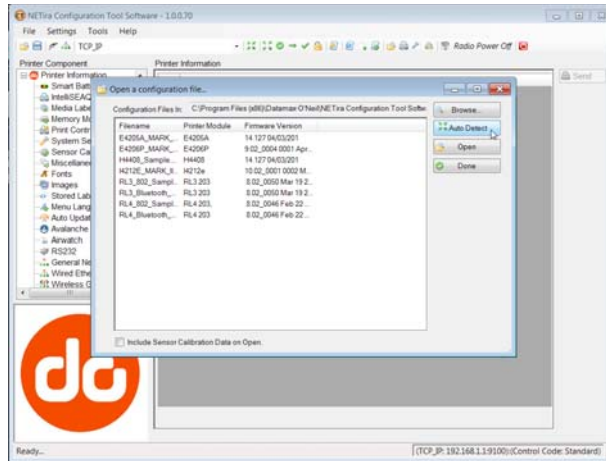 NETira Configuration Tool Software - 1.0.0.70
File Settings Tools Help
TCP_IP
Radio Power Off
Printer Component
Printer Information
Send
Printer Information
Smart Batt
IntelliSEAQ
Media Labe
Memory Mo
Print Contr
System Se
Sensor Ca
Miscellane
Fonts
Images
Stored Lab
Menu Lang
Auto Updat
Avalanche
Airwatch
RS232
General Ne
Wired Ethe
Wireless G
Open a configuration file...
Configuration Files In: C:\Program Files (x86)\Datamax-O'Neil\NETira Configuration Tool Softw
Filename Printer Module Firmware Version
E4205A_MARK_... E4205A 14.127 04/03/201
E4206P_MARK_... E4206P 9.02_0004 0001 Apr...
H4408_Sample... H4408 14.127 04/03/201
H4212E_MARK_II... H4212e 10.02_0001 0002 M...
RL3_802_Sampl... RL3 203 8.02_0050 Mar 19 2...
RL3_Bluetooth_... RL3 203 8.02_0050 Mar 19 2...
RL4_802_Sampl... RL4 203, 8.02_0046 Feb 22...
RL4_Bluetooth_... RL4 203 8.02_0046 Feb 22...
Browse...
Auto Detect
Open
Done
Include Sensor Calibration Data on Open.
do
Ready...
(TCP_IP: 192.168.1.1:9100):(Control Code: Standard)